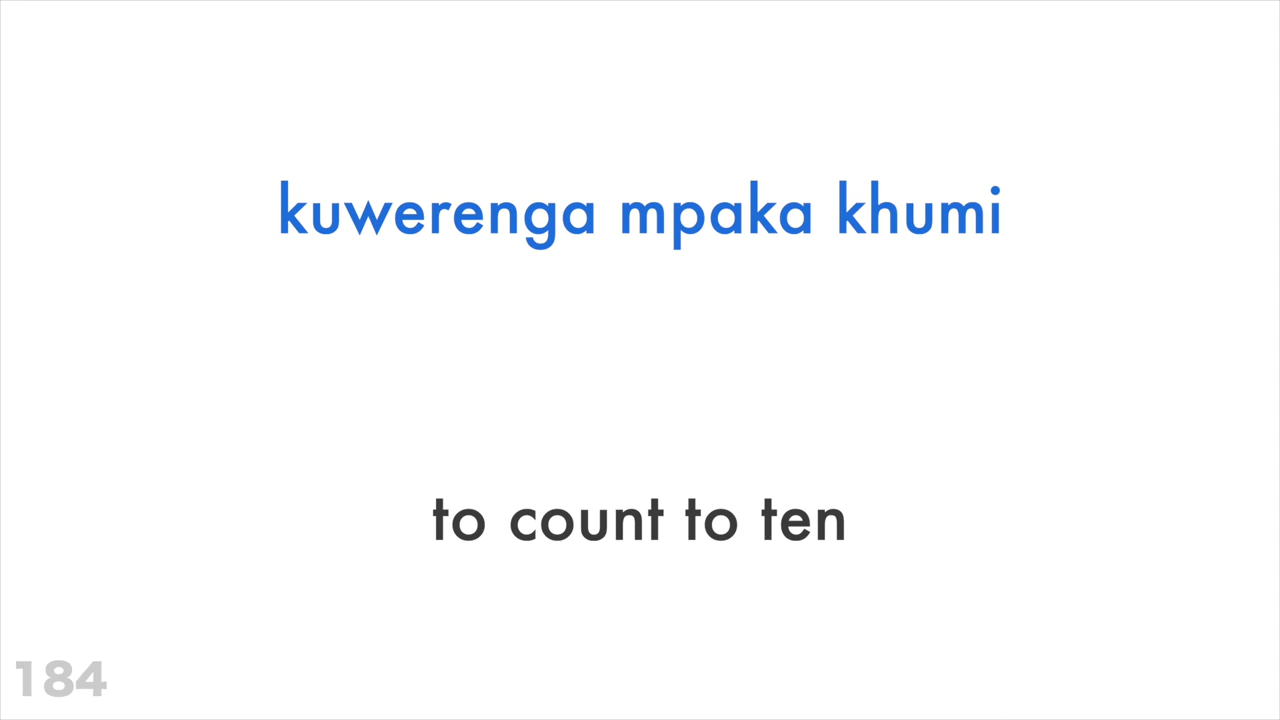 kuwerenga mpaka khumi
to count to ten
184